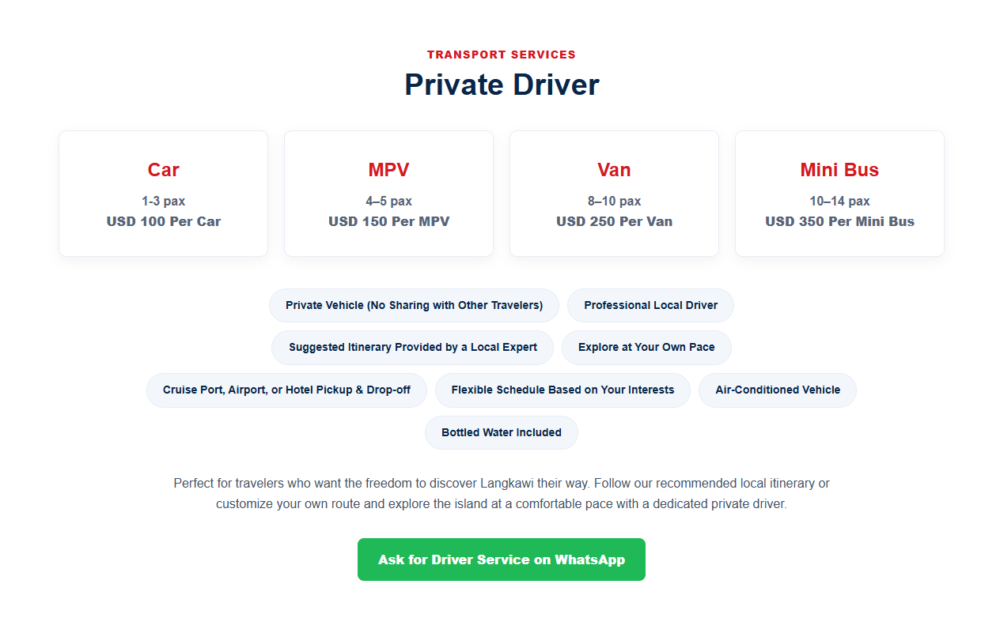 TRANSPORT SERVICES
Private Driver
Car
1-3 pax
USD 100 Per Car
MPV
4–5 pax
USD 150 Per MPV
Van
8–10 pax
USD 250 Per Van
Mini Bus
10–14 pax
USD 350 Per Mini Bus
Private Vehicle (No Sharing with Other Travelers)
Professional Local Driver
Suggested Itinerary Provided by a Local Expert
Explore at Your Own Pace
Cruise Port, Airport, or Hotel Pickup & Drop-off
Flexible Schedule Based on Your Interests
Air-Conditioned Vehicle
Bottled Water Included
Perfect for travelers who want the freedom to discover Langkawi their way. Follow our recommended local itinerary or
customize your own route and explore the island at a comfortable pace with a dedicated private driver.
Ask for Driver Service on WhatsApp